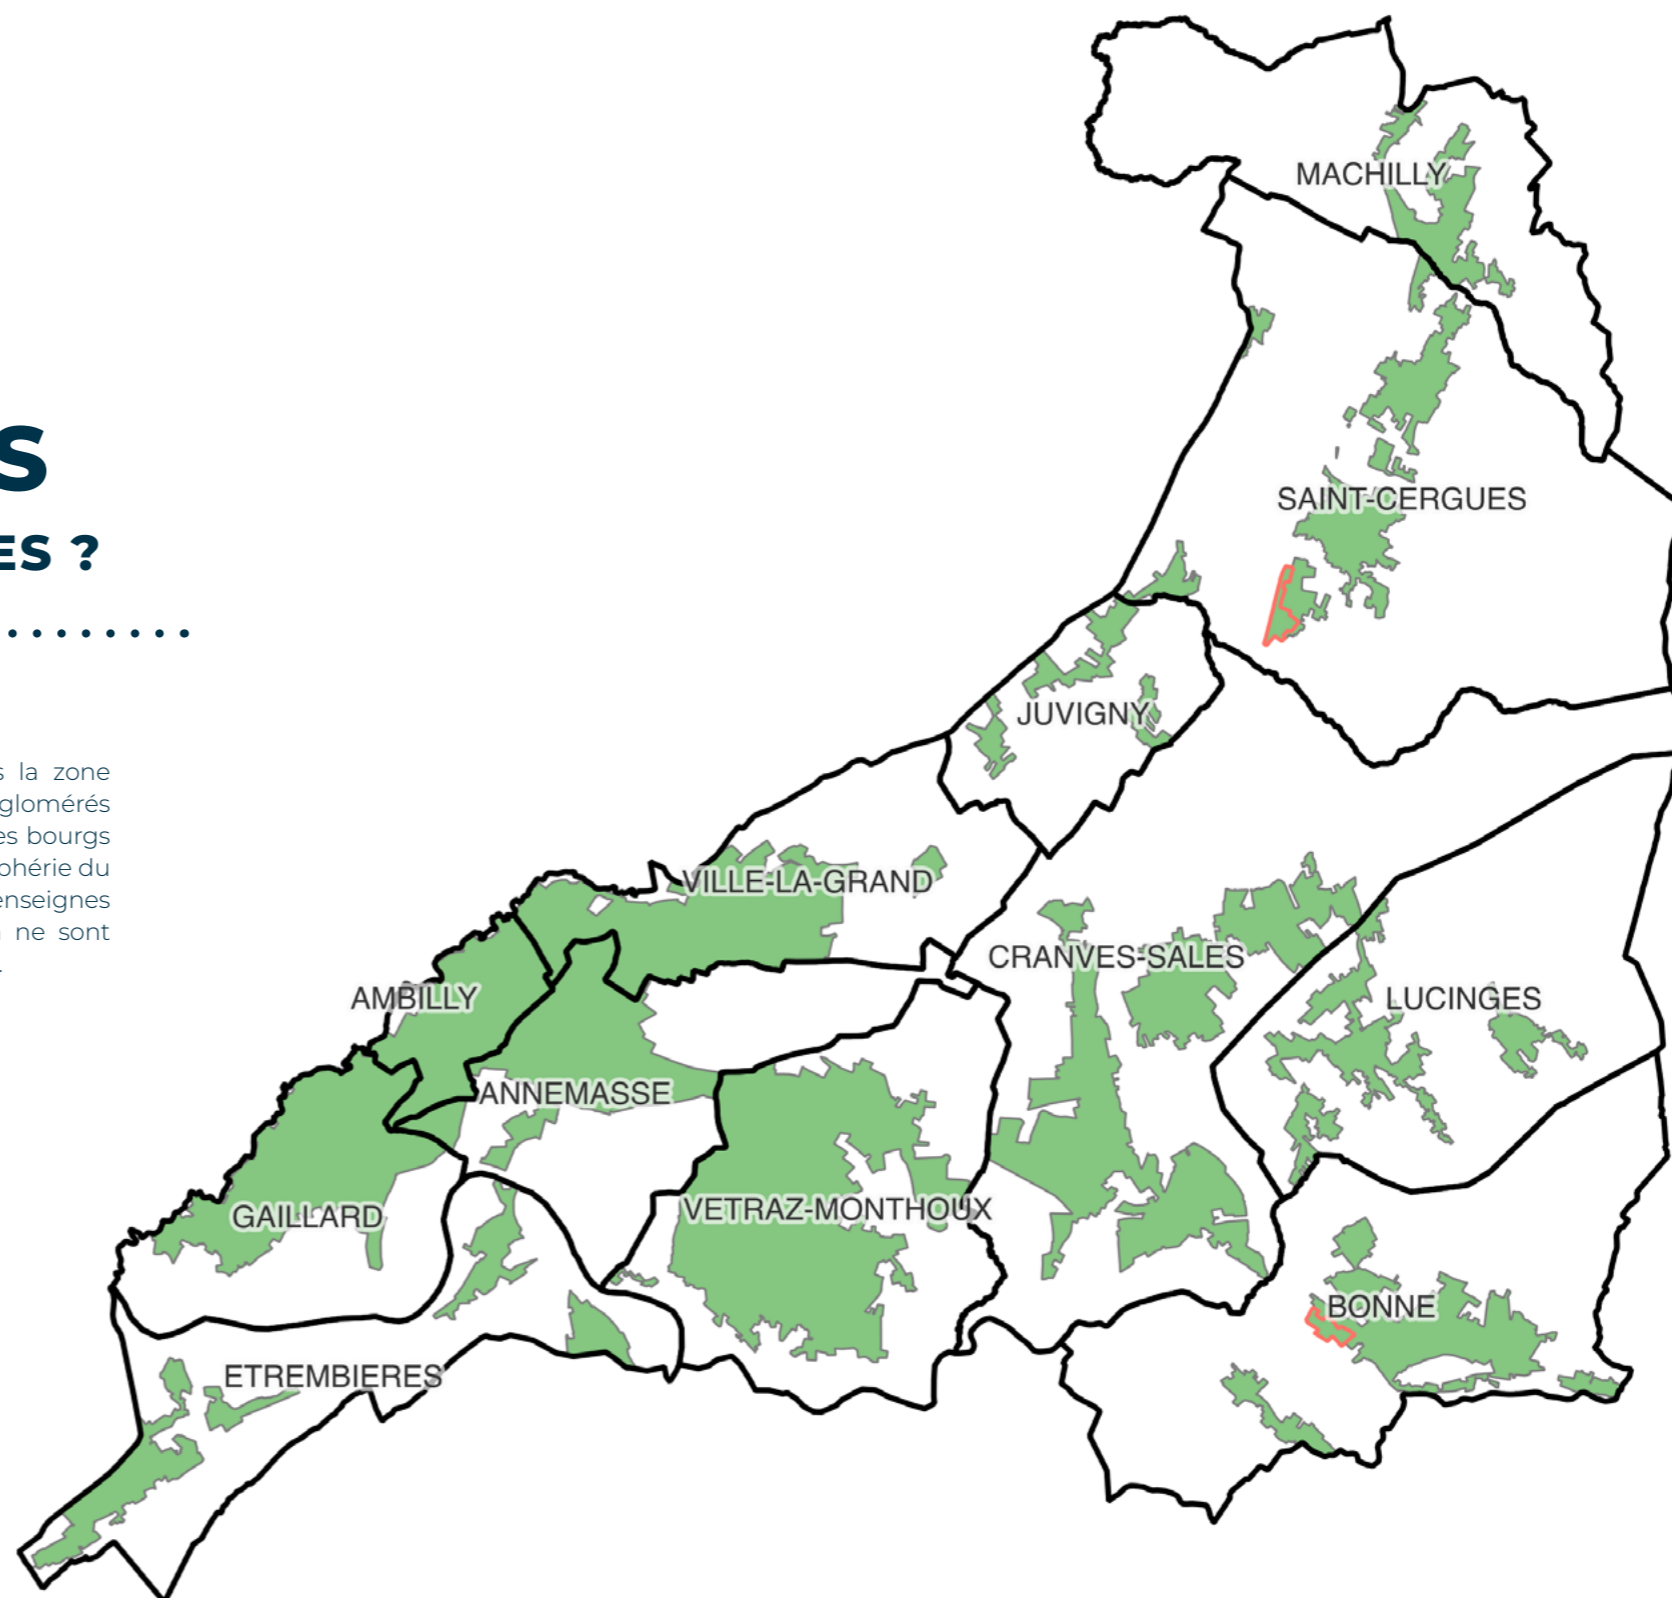 S
ES ?
s la zone
glomérés
es bourgs
phérie du
enseignes
ne sont
MACHILLY
SAINT-CERGUES
JUVIGNY
VILLE-LA-GRAND
CRANVES-SALES
AMBILLY
LUCINGES
ANNEMASSE
VETRAZ-MONTHOUX
GAILLARD
BONNE
ETREMBIERES